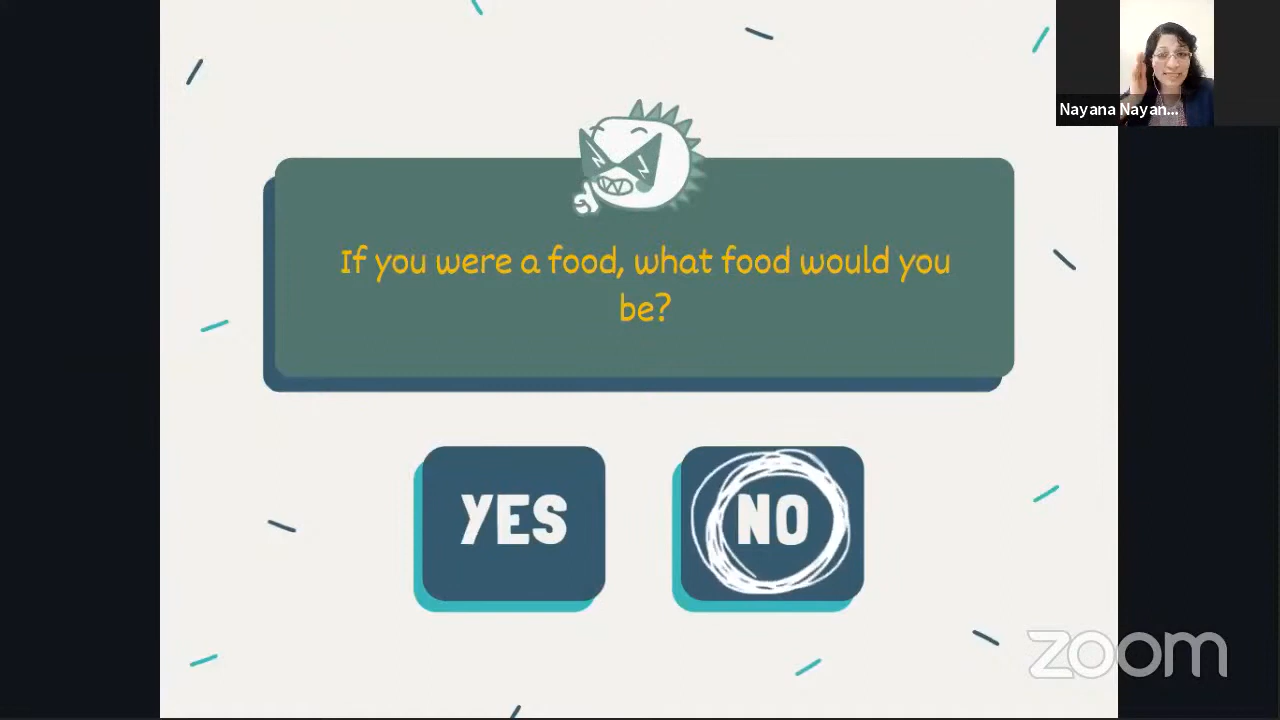 Nayana Nayan...
If you were a food, what food would you
be?
YES
NO
zoom